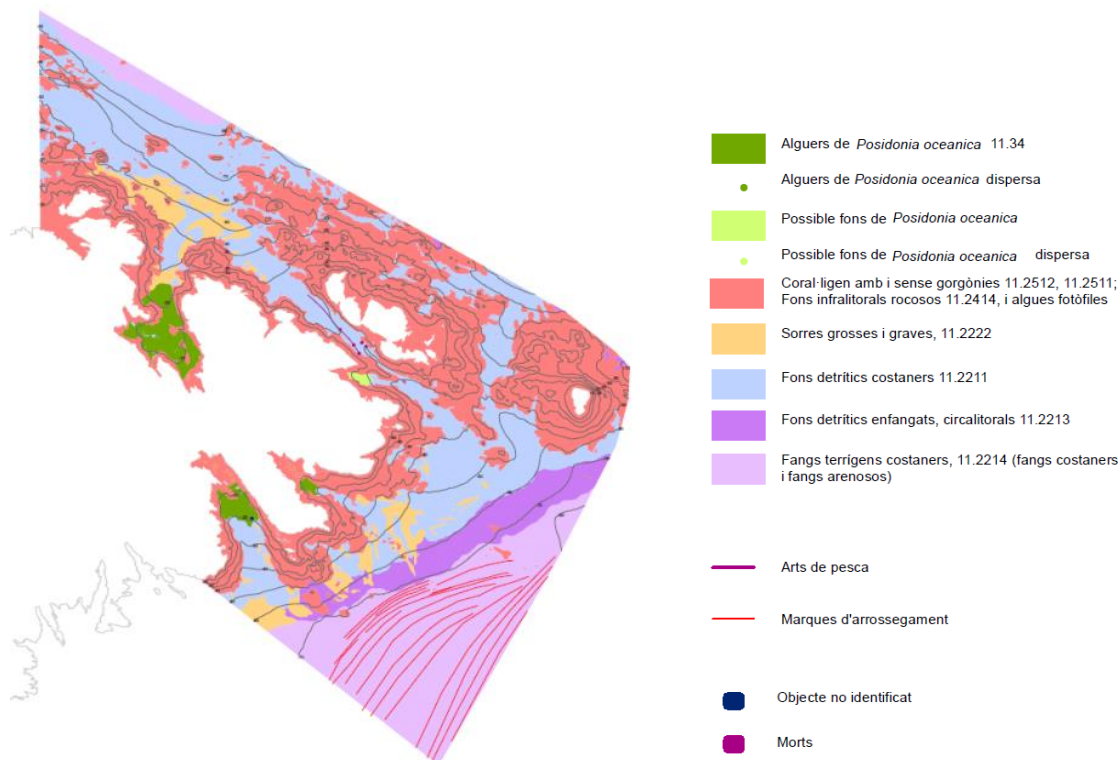 Alguers de Posidonia oceanica 11.34
Alguers de Posidonia oceanica dispersa
Possible fons de Posidonia oceanica
Possible fons de Posidonia oceanica dispersa
Coral·ligen amb i sense gorgònies 11.2512, 11.2511;
Fons infralitorals rocosos 11.2414, i algues fotòfiles
Sorres grosses i graves, 11.2222
Fons detrítics costaners 11.2211
Fons detrítics enfangats, circalitorals 11.2213
Fangs terrígens costaners, 11.2214 (fangs costaners
i fangs arenosos)
Arts de pesca
Marques d'arrossegament
Objecte no identificat
Morts